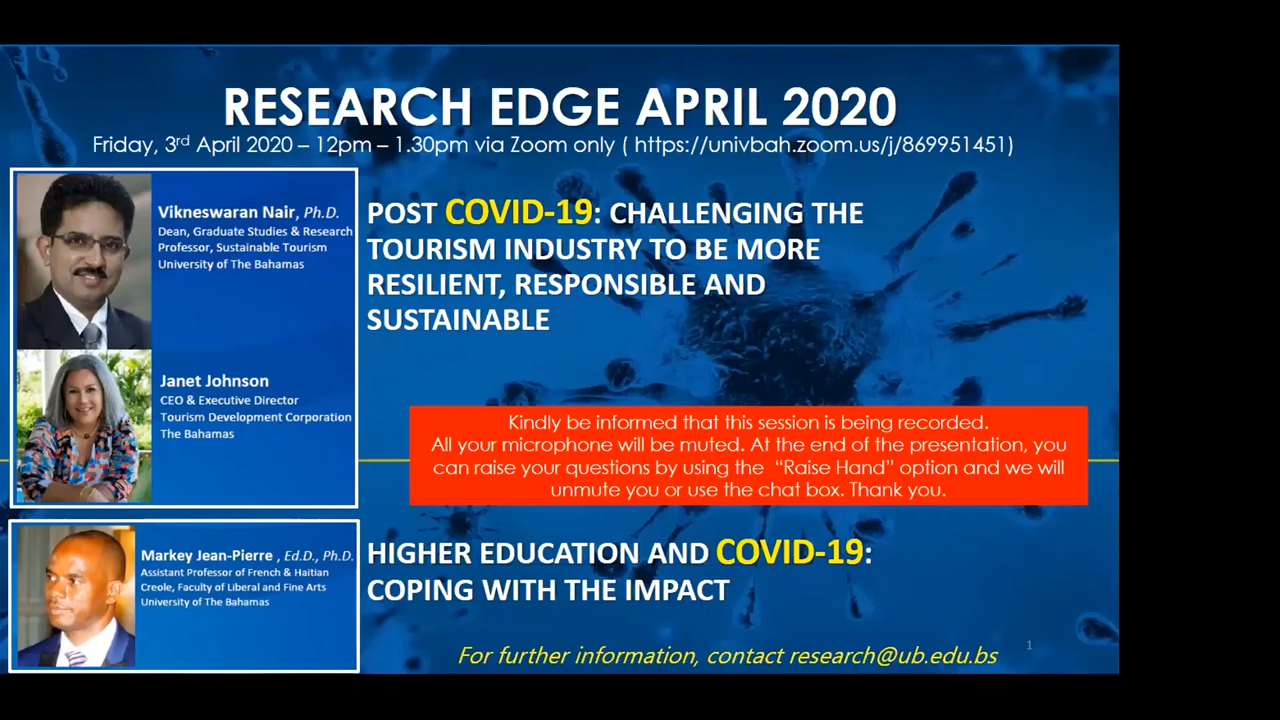 RESEARCH EDGE APRIL 2020
Friday, 3rd April 2020 – 12pm – 1.30pm via Zoom only ( https://univbah.zoom.us/j/869951451)
Vikneswaran Nair, Ph.D.
Dean, Graduate Studies & Research
Professor, Sustainable Tourism
University of The Bahamas
POST COVID-19: CHALLENGING THE
TOURISM INDUSTRY TO BE MORE
RESILIENT, RESPONSIBLE AND
SUSTAINABLE
Janet Johnson
CEO & Executive Director
Tourism Development Corporation
The Bahamas
Kindly be informed that this session is being recorded.
All your microphone will be muted. At the end of the presentation, you
can raise your questions by using the “Raise Hand” option and we will
unmute you or use the chat box. Thank you.
Markey Jean-Pierre , Ed.D., Ph.D.
Assistant Professor of French & Haitian
Creole, Faculty of Liberal and Fine Arts
University of The Bahamas
HIGHER EDUCATION AND COVID-19:
COPING WITH THE IMPACT
For further information, contact research@ub.edu.bs
1